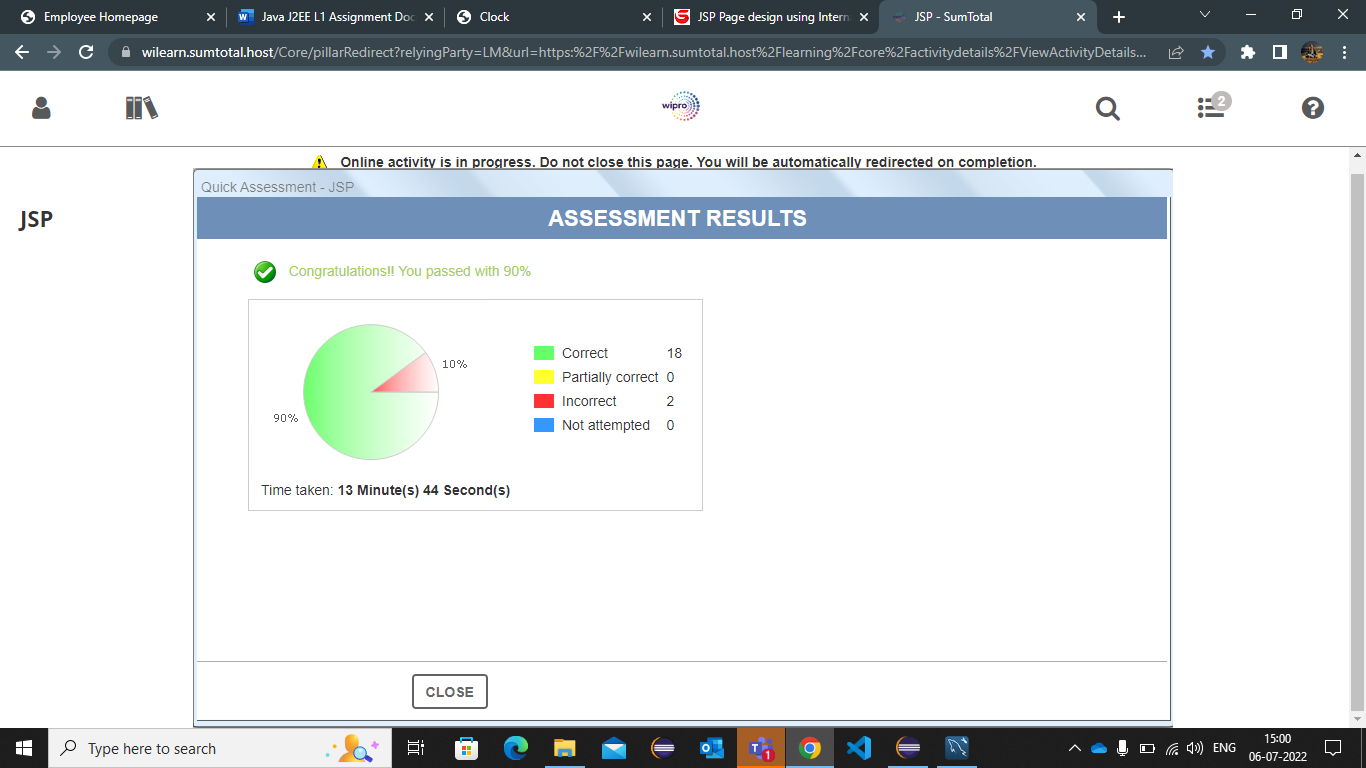 Employee Homepage
Java J2EE L1 Assignment Doc
Clock
JSP Page design using Intern
JSP - SumTotal
wilearn.sumtotal.host/Core/pillarRedirect?relyingParty=LM&url=https:%2F%2Fwilearn.sumtotal.host%2Flearning%2Fcore%2Factivitydetails%2FViewActivityDetails...
wipro
2
Online activity is in progress. Do not close this page. You will be automatically redirected on completion.
Quick Assessment - JSP
JSP
ASSESSMENT RESULTS
Congratulations!! You passed with 90%
10%
90%
Correct 18
Partially correct 0
Incorrect 2
Not attempted 0
Time taken: 13 Minute(s) 44 Second(s)
CLOSE
Type here to search
1
ENG
15:00
06-07-2022